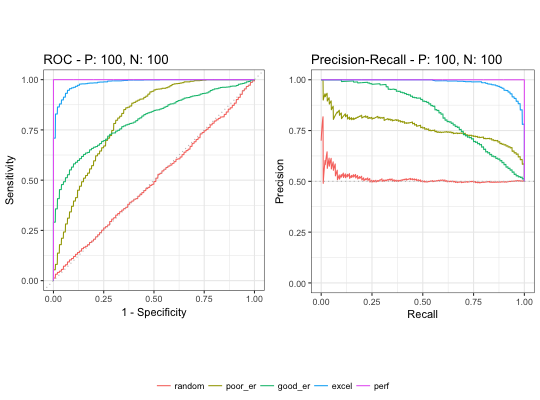 ROC - P: 100, N: 100
1.00
0.75
0.50
0.25
0.00
Sensitivity
0.00 0.25 0.50 0.75 1.00
1 - Specificity
Precision-Recall - P: 100, N: 100
1.00
0.75
0.50
0.25
0.00
Precision
0.00 0.25 0.50 0.75 1.00
Recall
random poor_er good_er excel perf